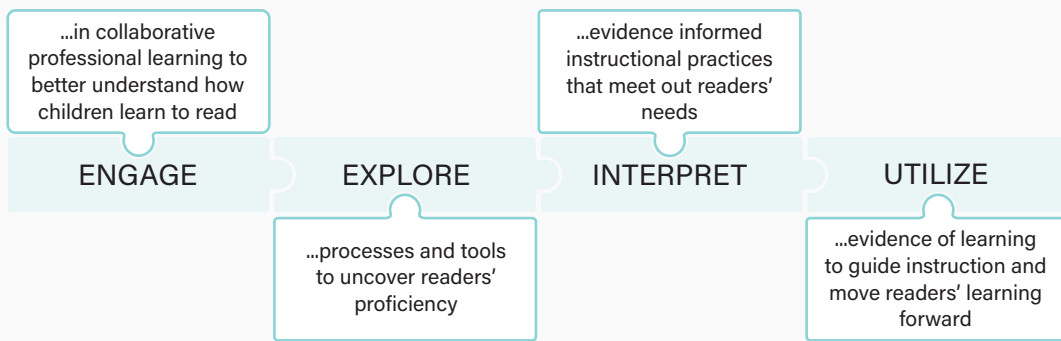 ...in collaborative
professional learning to
better understand how
children learn to read
ENGAGE
EXPLORE
...processes and tools
to uncover readers'
proficiency
...evidence informed
instructional practices
that meet out readers'
needs
INTERPRET
UTILIZE
...evidence of learning
to guide instruction and
move readers' learning
forward